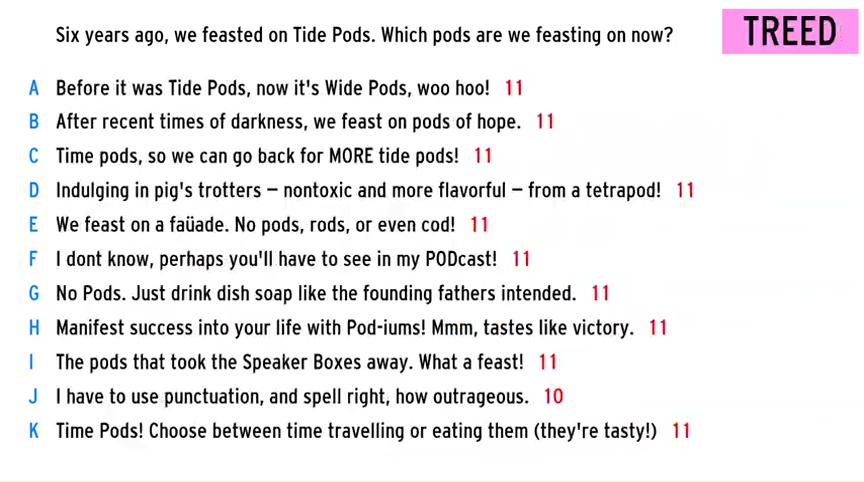 Six years ago, we feasted on Tide Pods. Which pods are we feasting on now?
TREED
A Before it was Tide Pods, now it's Wide Pods, woo hoo! 11
B After recent times of darkness, we feast on pods of hope. 11
C Time pods, so we can go back for MORE tide pods! 11
D Indulging in pig's trotters – nontoxic and more flavorful – from a tetrapod! 11
E We feast on a faüade. No pods, rods, or even cod! 11
F I dont know, perhaps you'll have to see in my PODcast! 11
G No Pods. Just drink dish soap like the founding fathers intended. 11
H Manifest success into your life with Pod-iums! Mmm, tastes like victory. 11
I The pods that took the Speaker Boxes away. What a feast! 11
J I have to use punctuation, and spell right, how outrageous. 10
K Time Pods! Choose between time travelling or eating them (they're tasty!) 11